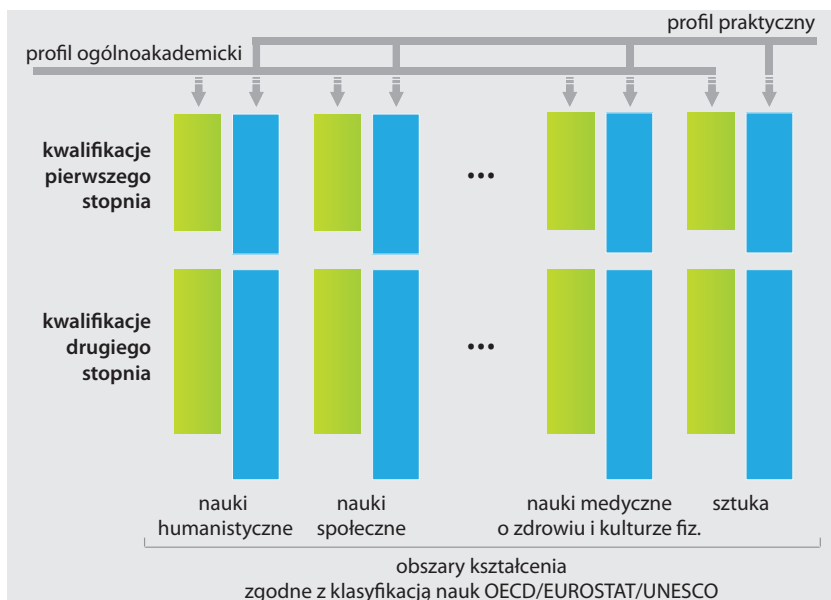 profil praktyczny
profil ogólnoakademicki
kwalifikacje
pierwszego
stopnia
...
kwalifikacje
drugiego
stopnia
...
nauki
humanistyczne
nauki
społeczne
nauki medyczne
o zdrowiu i kulturze fiz.
sztuka
obszary kształcenia
zgodne z klasyfikacją nauk OECD/EUROSTAT/UNESCO